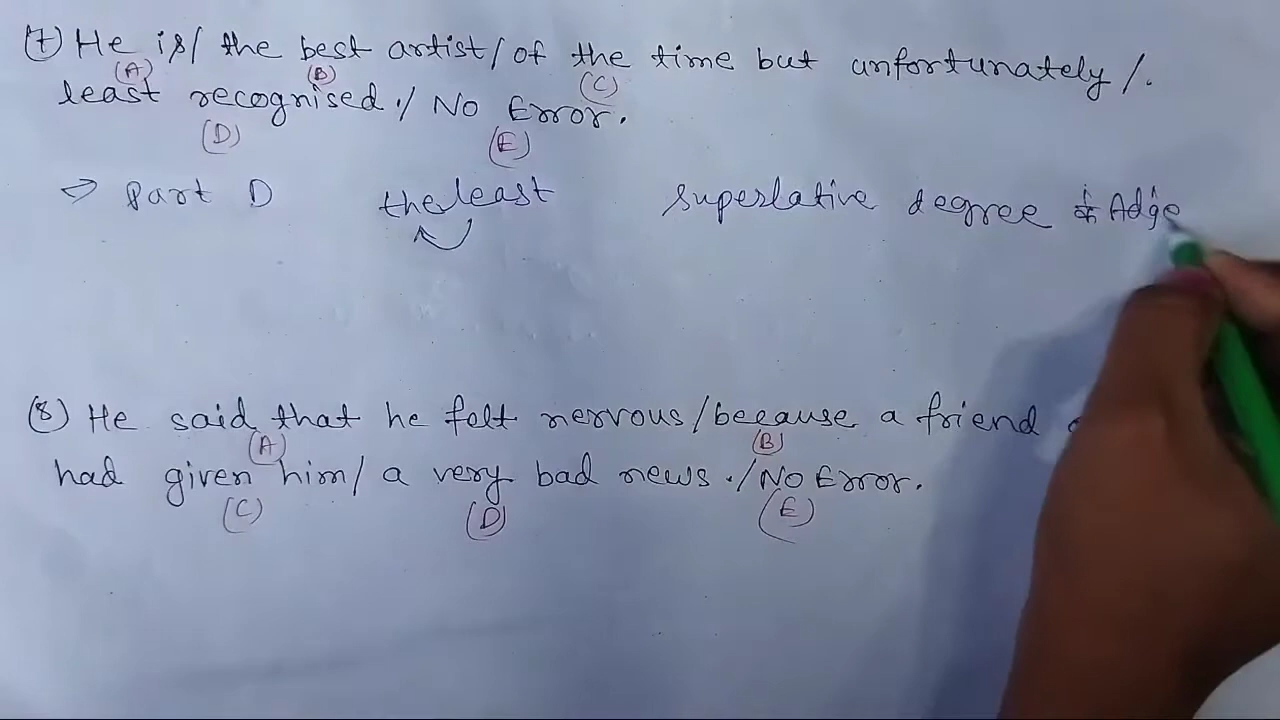 (7) He is/ the best artist/ of the time but unfortunately/.
(A) (B) (C)
least recognised./ No Error.
(D) (E)
⇒ Part D the least superlative degree of Adje
(8) He said that he felt nervous/because a friend
(A) (B)
had given him/ a very bad news ./No Error.
(C) (D) (E)